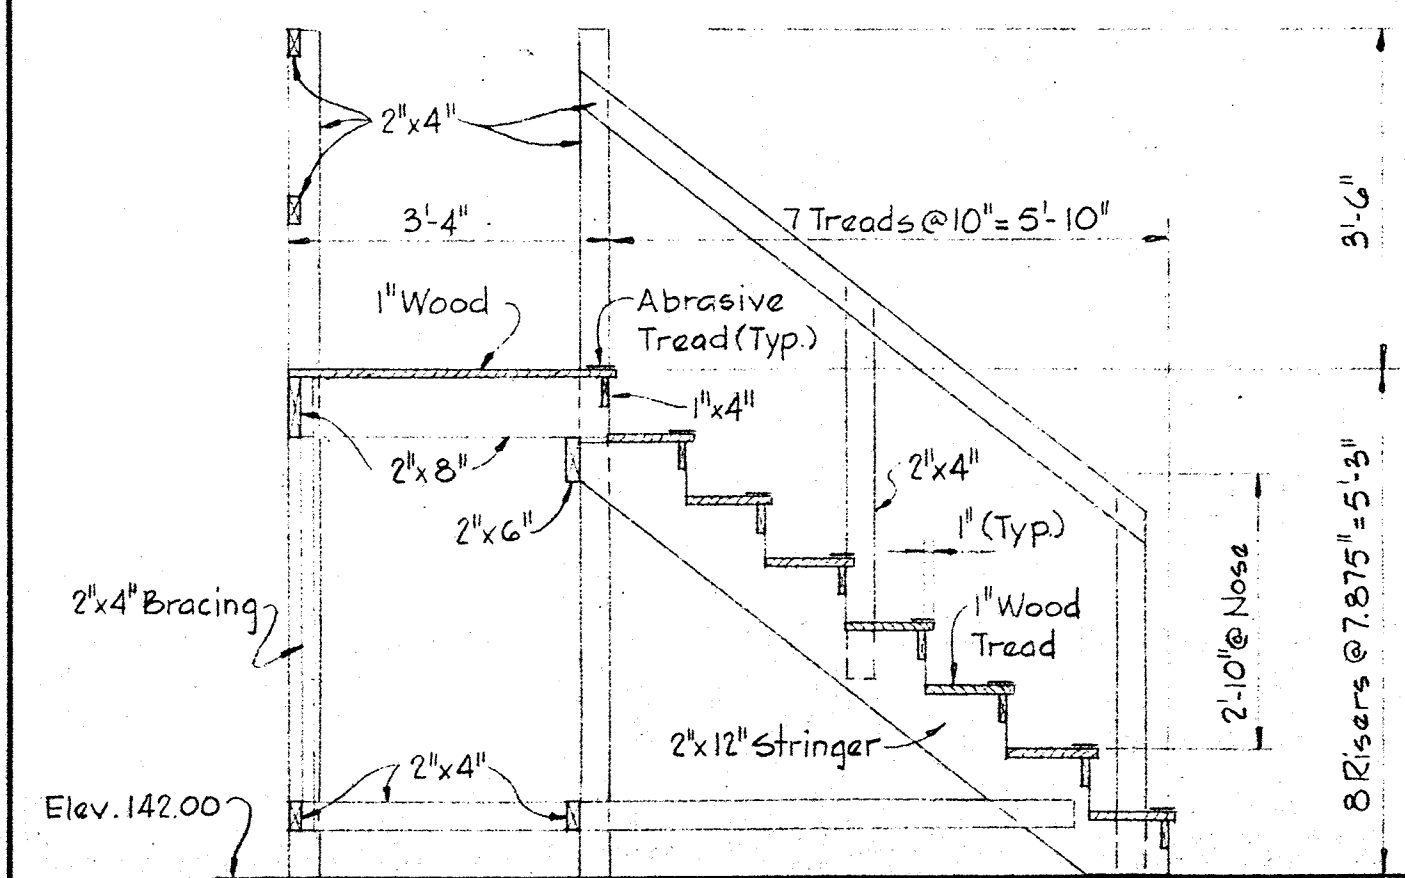 2"x4"
3'-4"
7 Treads @ 10" = 5'-10"
3'-6"
1" Wood
Abrasive
Tread (Typ.)
1"x4"
2"x8"
2"x4"
2"x6"
1" (Typ.)
2"x4" Bracing
1" Wood
Tread
2'-10" @ Nose
8 Risers @ 7.875" = 5'-3"
2"x12" Stringer
2"x4"
Elev. 142.00